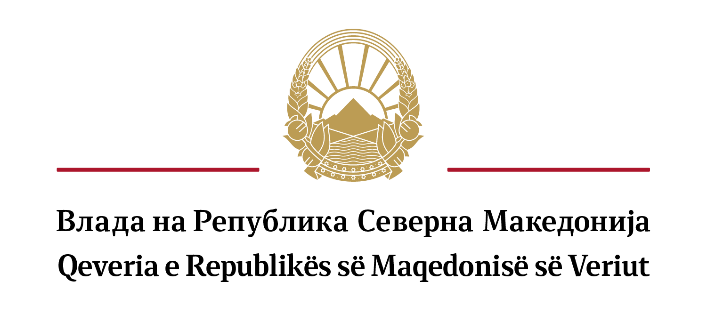 Влада на Република Северна Македонија
Qeveria e Republikës së Maqedonisë së Veriut